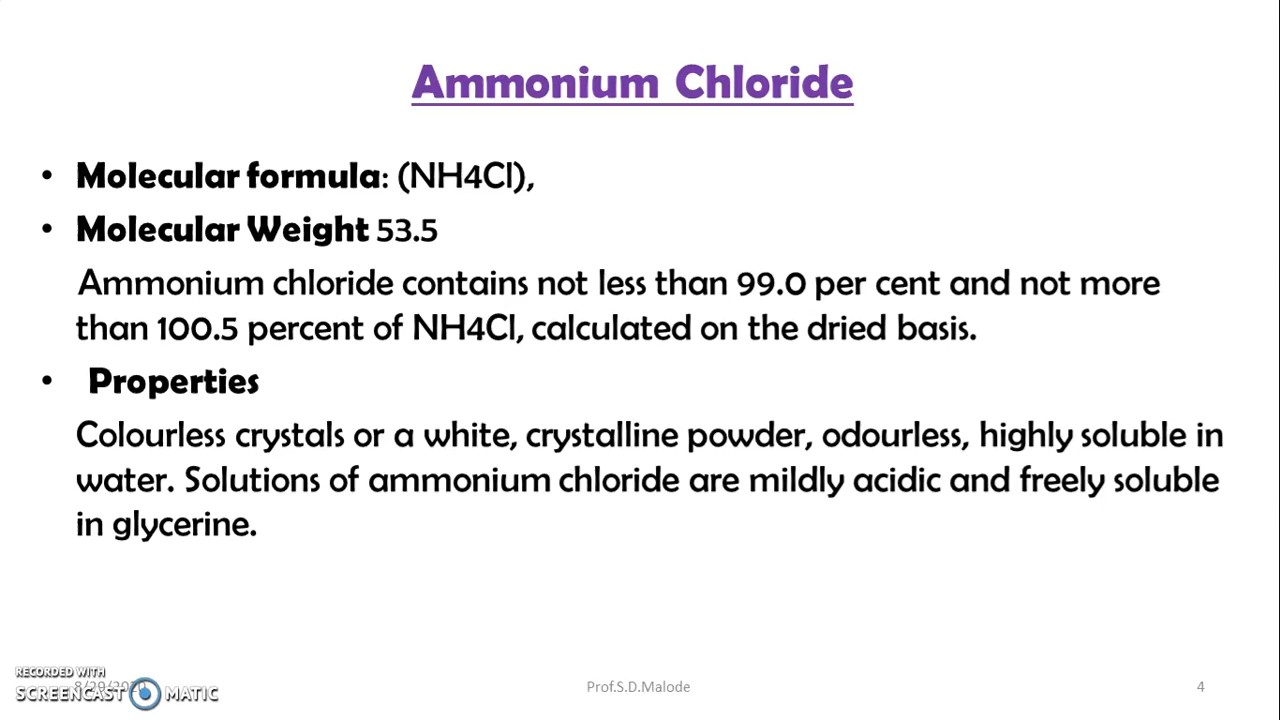 Ammonium Chloride
• Molecular formula: (NH4Cl),
• Molecular Weight 53.5
Ammonium chloride contains not less than 99.0 per cent and not more
than 100.5 percent of NH4Cl, calculated on the dried basis.
• Properties
Colourless crystals or a white, crystalline powder, odourless, highly soluble in
water. Solutions of ammonium chloride are mildly acidic and freely soluble
in glycerine.
RECORDED WITH
SCREENCAST MATIC
8/29/2020
Prof.S.D.Malode
4